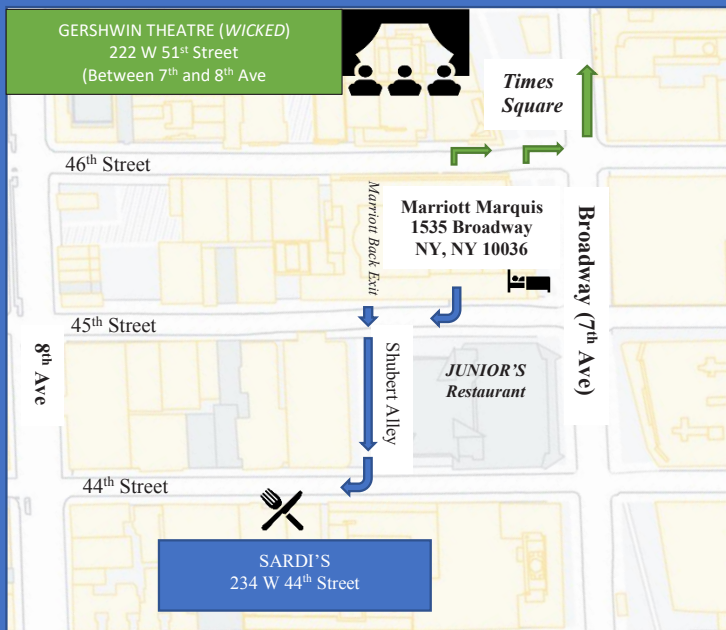 GERSHWIN THEATRE (WICKED)
222 W 51st Street
(Between 7th and 8th Ave
Times
Square
46th Street
Marriott Back Exit
Marriott Marquis
1535 Broadway
NY, NY 10036
Broadway (7th Ave)
45th Street
8th Ave
Shubert Alley
JUNIOR'S
Restaurant
44th Street
SARDI'S
234 W 44th Street